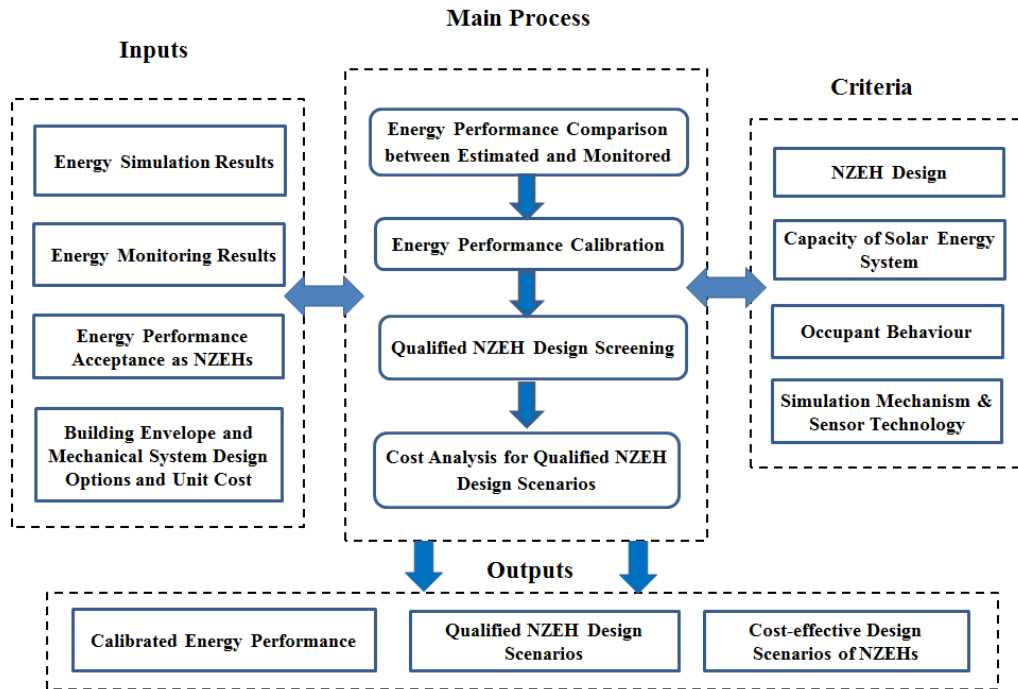 Main Process
Inputs
Criteria
Energy Simulation Results
Energy Monitoring Results
Energy Performance
Acceptance as NZEHs
Building Envelope and
Mechanical System Design
Options and Unit Cost
Energy Performance Comparison
between Estimated and Monitored
Energy Performance Calibration
Qualified NZEH Design Screening
Cost Analysis for Qualified NZEH
Design Scenarios
NZEH Design
Capacity of Solar Energy
System
Occupant Behaviour
Simulation Mechanism &
Sensor Technology
Outputs
Calibrated Energy Performance
Qualified NZEH Design
Scenarios
Cost-effective Design
Scenarios of NZEHs